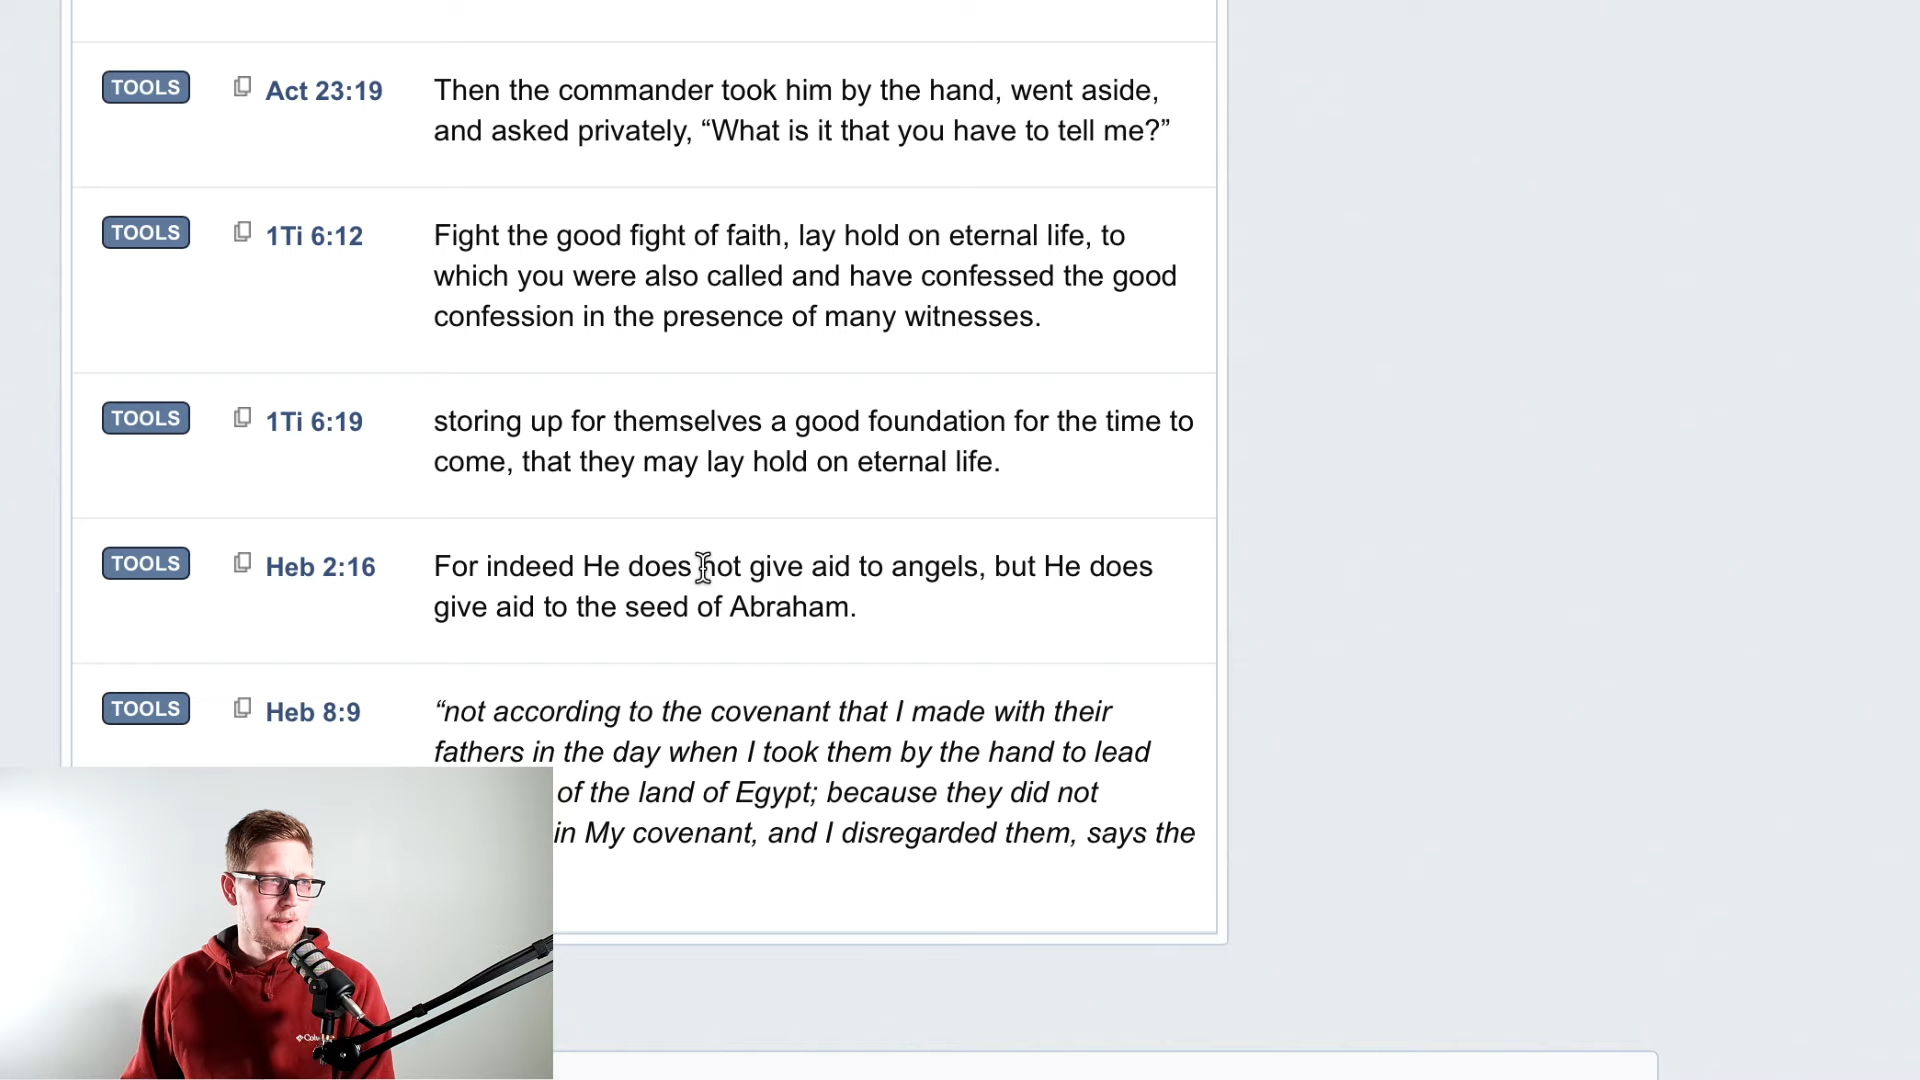 TOOLS Act 23:19 Then the commander took him by the hand, went aside,
and asked privately, “What is it that you have to tell me?”
TOOLS 1Ti 6:12 Fight the good fight of faith, lay hold on eternal life, to
which you were also called and have confessed the good
confession in the presence of many witnesses.
TOOLS 1Ti 6:19 storing up for themselves a good foundation for the time to
come, that they may lay hold on eternal life.
TOOLS Heb 2:16 For indeed He does not give aid to angels, but He does
give aid to the seed of Abraham.
TOOLS Heb 8:9 “not according to the covenant that I made with their
fathers in the day when I took them by the hand to lead
of the land of Egypt; because they did not
in My covenant, and I disregarded them, says the